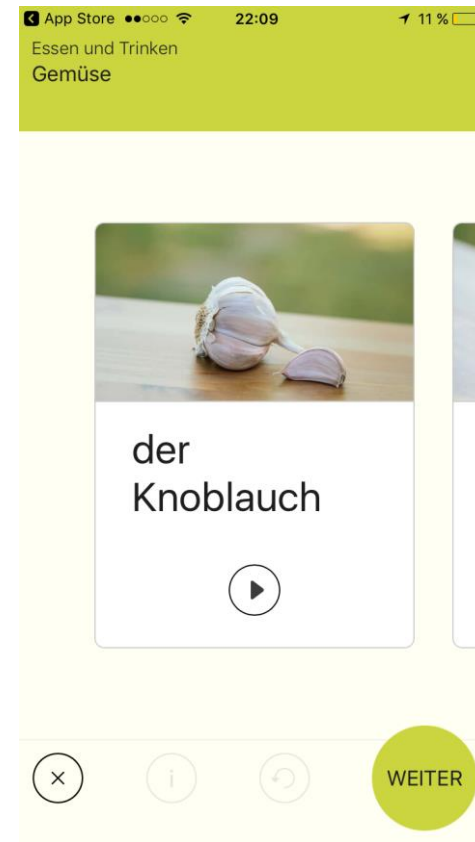 App Store 22:09 11 %
Essen und Trinken
Gemüse
der
Knoblauch
i
WEITER